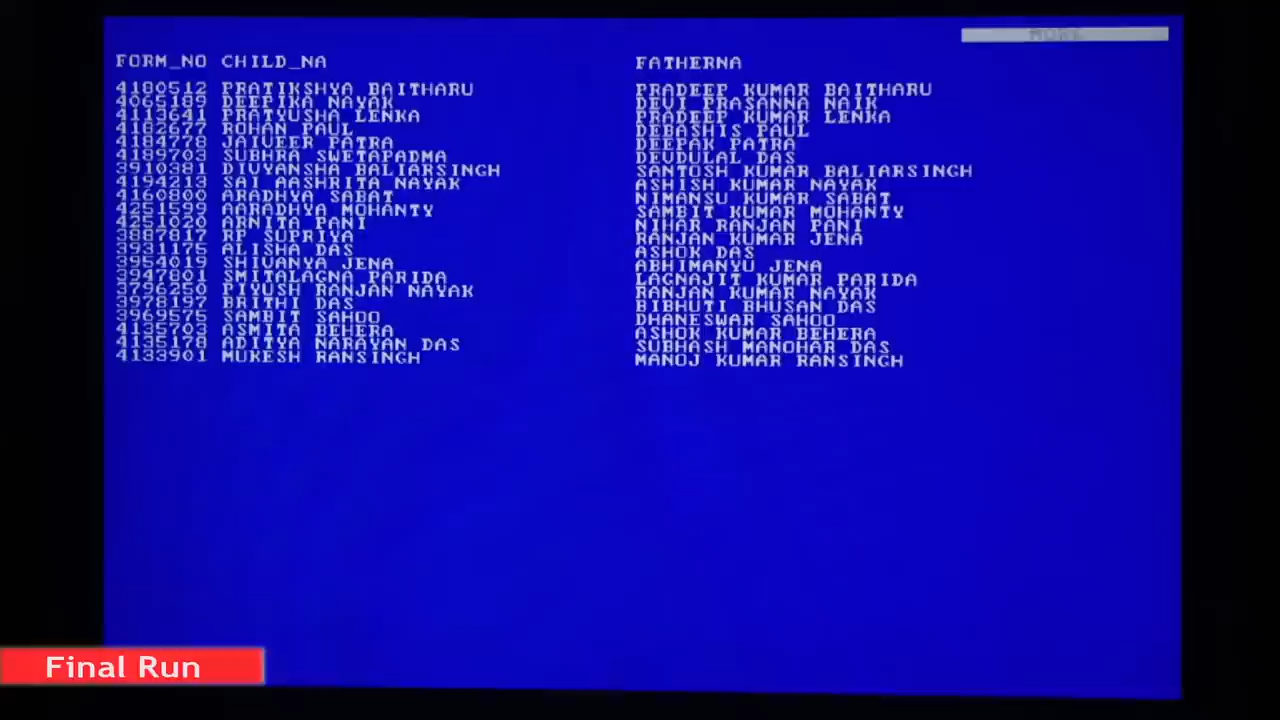 MORE
FORM_NO CHILD_NA FATHERNA
4180512 PRATIKSHYA BAITHARU PRADEEP KUMAR BAITHARU
4065189 DEEPIKA NAYAK DEVI PRASANNA NAIK
4113641 PRATYUSHA LENKA PRADEEP KUMAR LENKA
4182677 ROHAN PAUL DEBASHIS PAUL
4184778 JAIVEER PATRA DEEPAK PATRA
4189703 SUBHRA SWETAPADMA DEVDULAL DAS
3910381 DIVYANSHA BALIARSINGH SANTOSH KUMAR BALIARSINGH
4194213 SAI AASHRITA NAYAK ASHISH KUMAR NAYAK
4160800 ARADHYA SABAT NIMANSU KUMAR SABAT
4251599 AARADHYA MOHANTY SAMBIT KUMAR MOHANTY
4251020 ARNITA PANI NIHAR RANJAN PANI
3887817 RP SUPRIYA RANJAN KUMAR JENA
3931175 ALISHA DAS ASHOK DAS
3954019 SHIVANYA JENA ABHIMANYU JENA
3947801 SMITALAGNA PARIDA LAGNAJIT KUMAR PARIDA
3796250 PIYUSH RANJAN NAYAK RANJAN KUMAR NAYAK
3978197 BRITHI DAS BIBHUTI BHUSAN DAS
3969575 SAMBIT SAHOO DHANESWAR SAHOO
4135703 ASMITA BEHERA ASHOK KUMAR BEHERA
4135178 ADITYA NARAYAN DAS SUBHASH MANOHAR DAS
4133901 MUKESH RANSINGH MANOJ KUMAR RANSINGH
Final Run